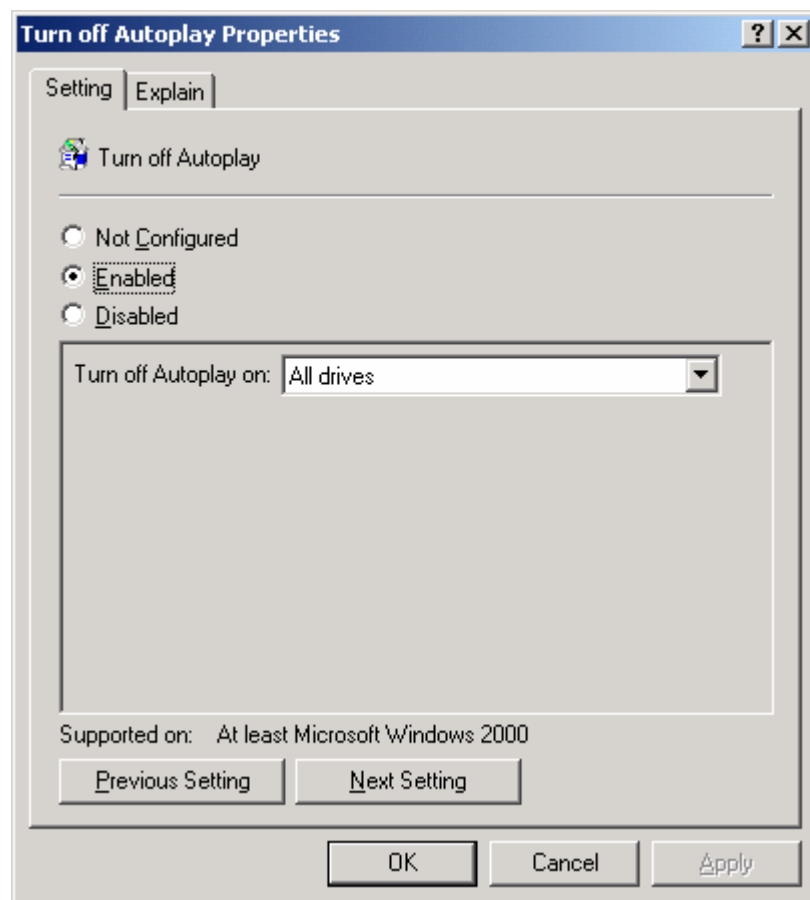 Turn off Autoplay Properties
Setting Explain
Turn off Autoplay
Not Configured
Enabled
Disabled
Turn off Autoplay on: All drives
Supported on: At least Microsoft Windows 2000
Previous Setting Next Setting
OK Cancel Apply